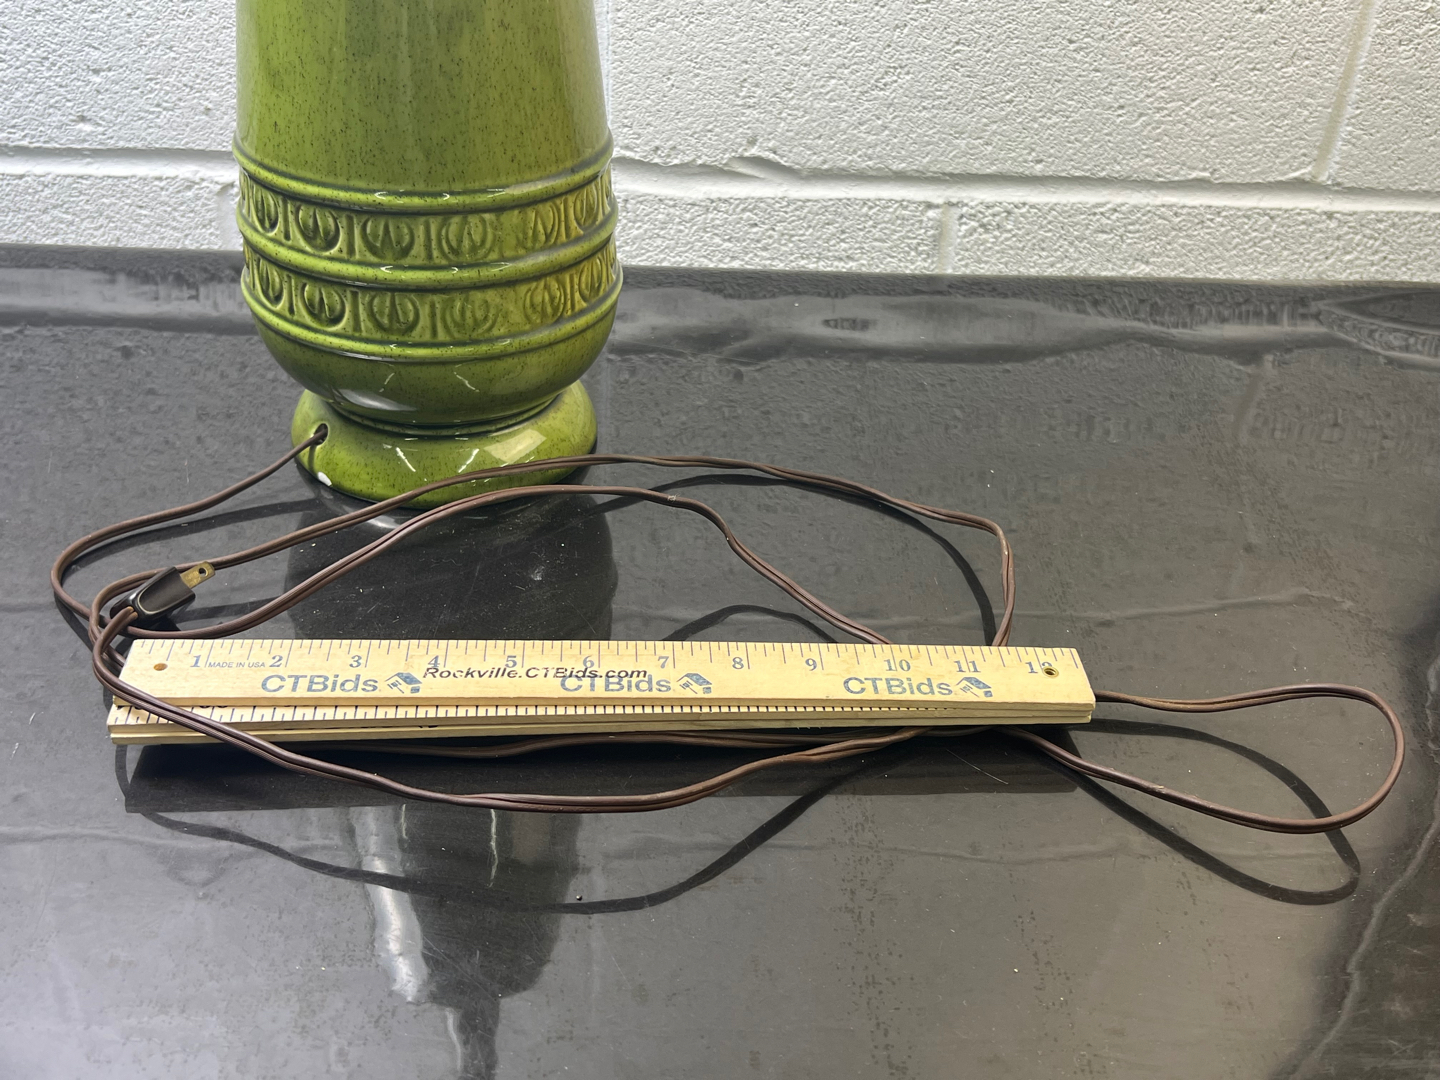 1 MADE IN USA 2 3 4 5 6 7 8 9 10 11 12
Rockville.CTBids.com
CTBids CTBids CTBids